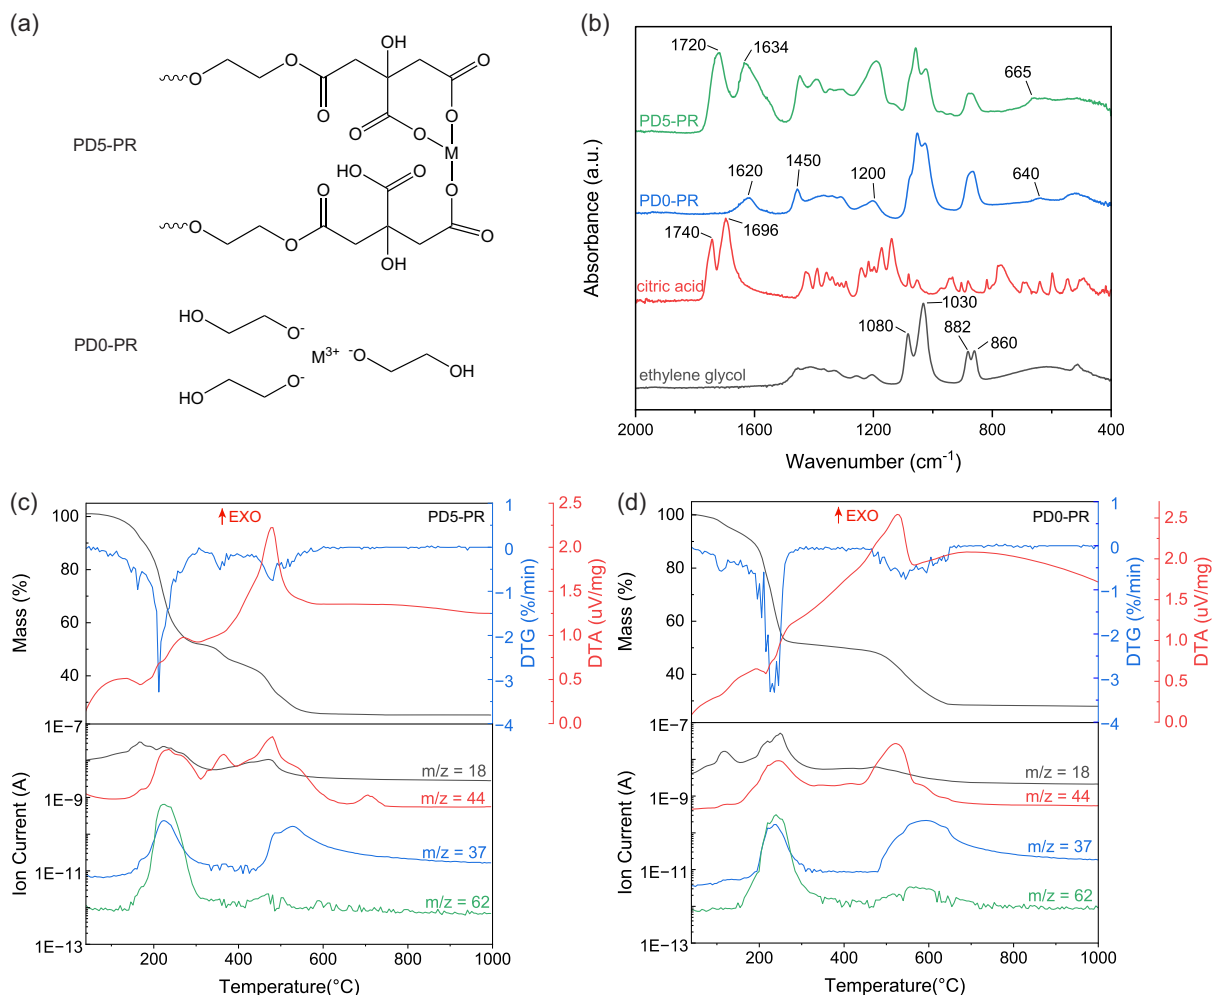 (a)
OH
O
O
O
O
O
O
O
PD5-PR
M
HO
O
O
O
O
O
O
OH
HO
O-
PD0-PR
M3+
-O
OH
HO
O-
(b)
1720
1634
665
PD5-PR
1620
1450
1200
640
PD0-PR
1740
1696
citric acid
1080
1030
882
860
ethylene glycol
Absorbance (a.u.)
2000
1600
1200
800
400
Wavenumber (cm-1)
(c)
EXO
PD5-PR
100
80
60
40
Mass (%)
1
0
−1
−2
−3
−4
DTG (%/min)
2.5
2.0
1.5
1.0
0.5
0.0
DTA (uV/mg)
1E−7
1E−9
1E−11
1E−13
Ion Current (A)
m/z = 18
m/z = 44
m/z = 37
m/z = 62
200
400
600
800
1000
Temperature(°C)
(d)
EXO
PD0-PR
100
80
60
40
Mass (%)
1
0
−1
−2
−3
−4
DTG (%/min)
2.5
2.0
1.5
1.0
0.5
0.0
DTA (uV/mg)
1E−7
1E−9
1E−11
1E−13
Ion Current (A)
m/z = 18
m/z = 44
m/z = 37
m/z = 62
200
400
600
800
1000
Temperature(°C)